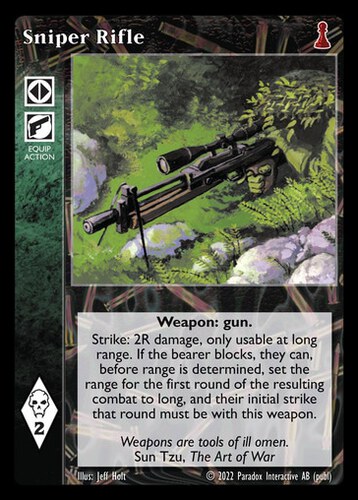 Sniper Rifle
EQUIP
ACTION
Weapon: gun.
Strike: 2R damage, only usable at long
range. If the bearer blocks, they can,
before range is determined, set the
range for the first round of the resulting
combat to long, and their initial strike
that round must be with this weapon.
Weapons are tools of ill omen.
Sun Tzu, The Art of War
2
Illus: Jeff Holt © 2022 Paradox Interactive AB (publ)